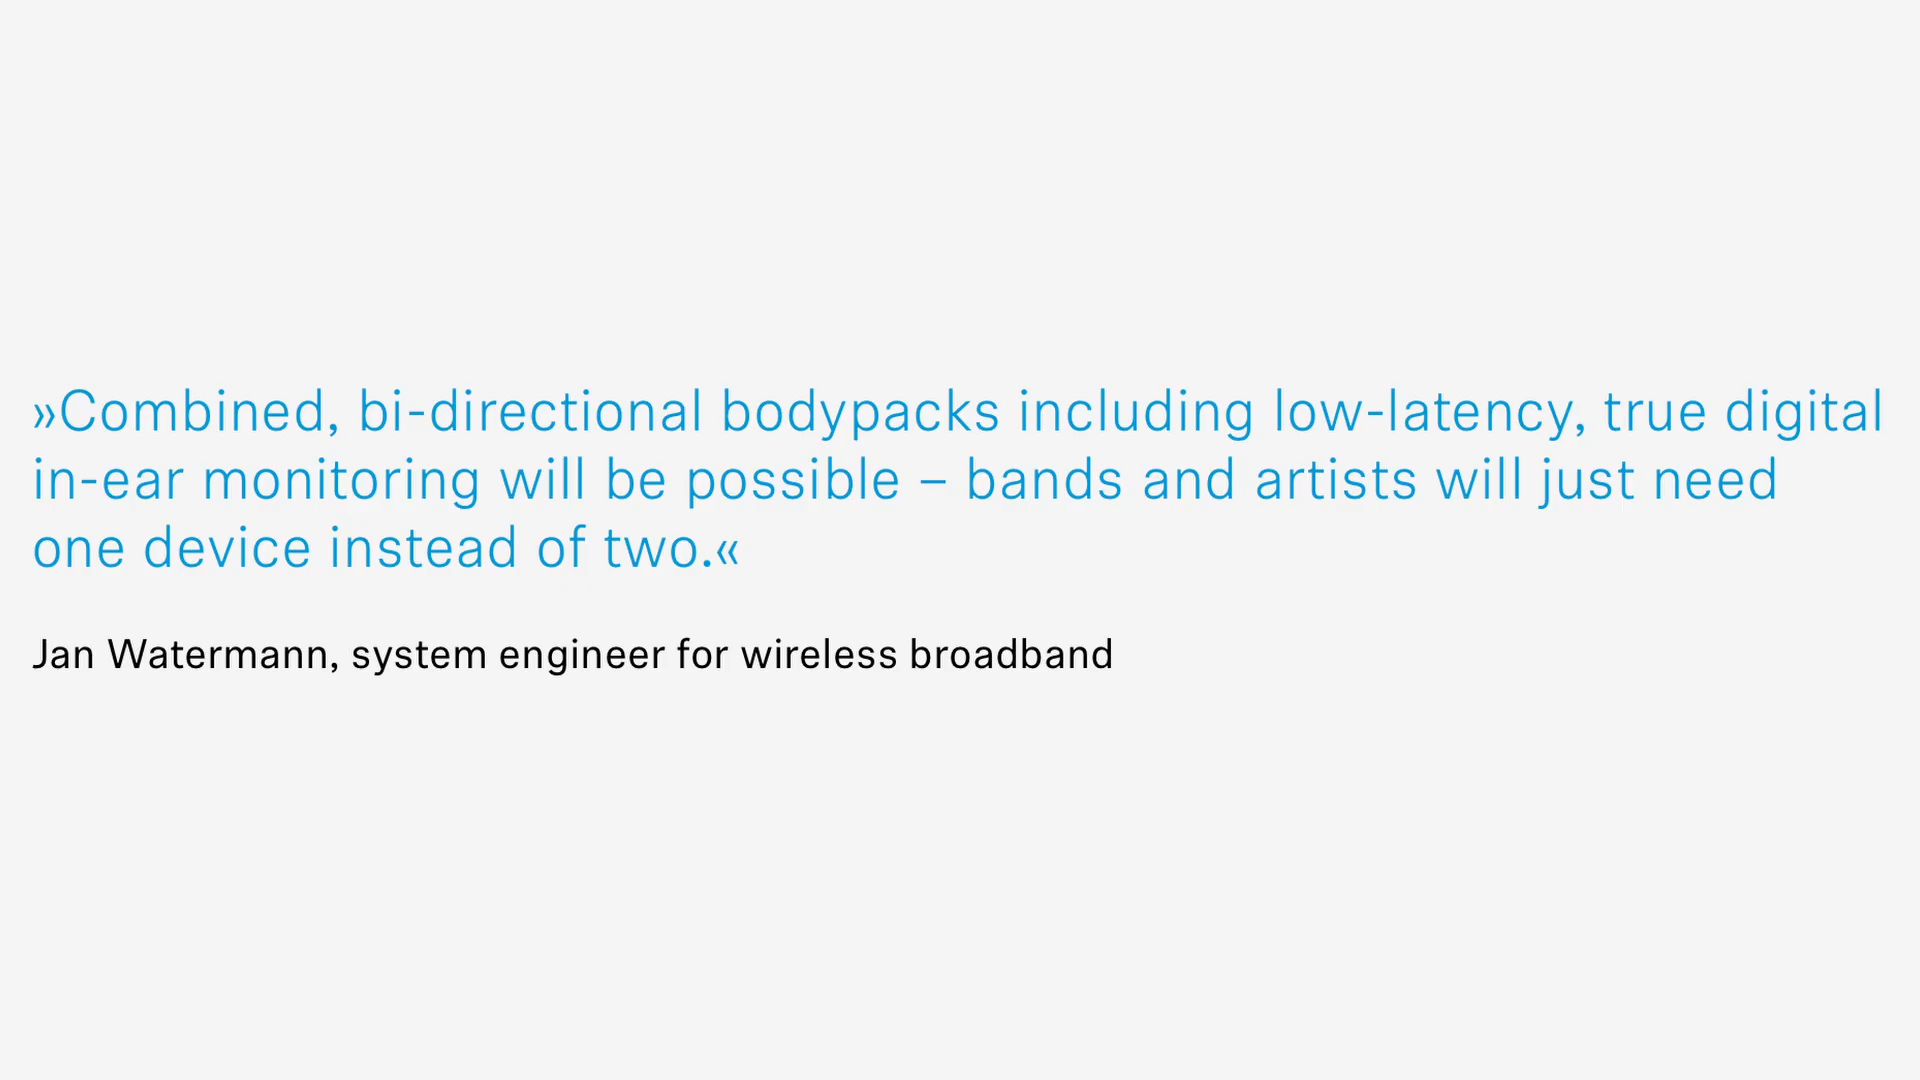 »Combined, bi-directional bodypacks including low-latency, true digital
in-ear monitoring will be possible – bands and artists will just need
one device instead of two.«
Jan Watermann, system engineer for wireless broadband